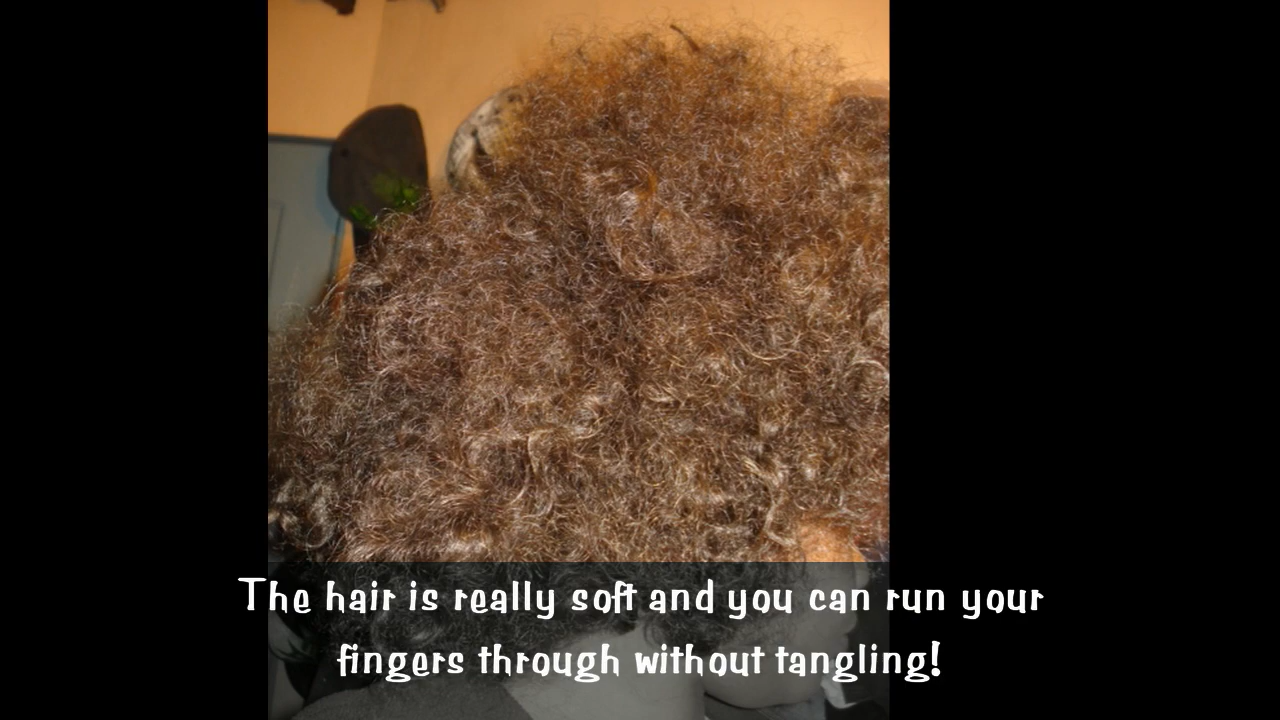 The hair is really soft and you can run your
fingers through without tangling!